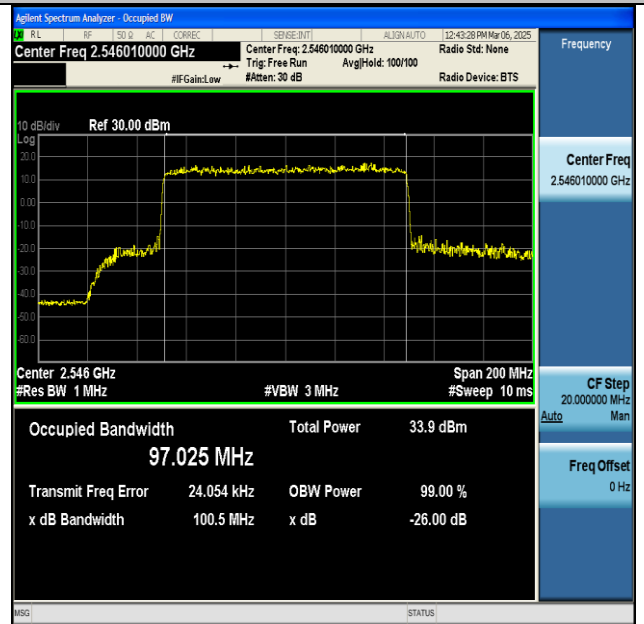 Agilent Spectrum Analyzer - Occupied BW
LXI RL RF 50 Ω AC CORREC SENSE:INT ALIGN AUTO 12:43:28 PM Mar 06, 2025
Center Freq 2.546010000 GHz
Center Freq: 2.546010000 GHz
Radio Std: None
Trig: Free Run Avg|Hold: 100/100
#IFGain:Low
#Atten: 30 dB
Radio Device: BTS
Frequency
10 dB/div Ref 30.00 dBm
Log
20.0
10.0
0.00
-10.0
-20.0
-30.0
-40.0
-50.0
-60.0
Center 2.546 GHz Span 200 MHz
#Res BW 1 MHz #VBW 3 MHz #Sweep 10 ms
Occupied Bandwidth Total Power 33.9 dBm
97.025 MHz
Transmit Freq Error 24.054 kHz OBW Power 99.00 %
x dB Bandwidth 100.5 MHz x dB -26.00 dB
Center Freq
2.546010000 GHz
CF Step
20.000000 MHz
Auto Man
Freq Offset
0 Hz
MSG STATUS